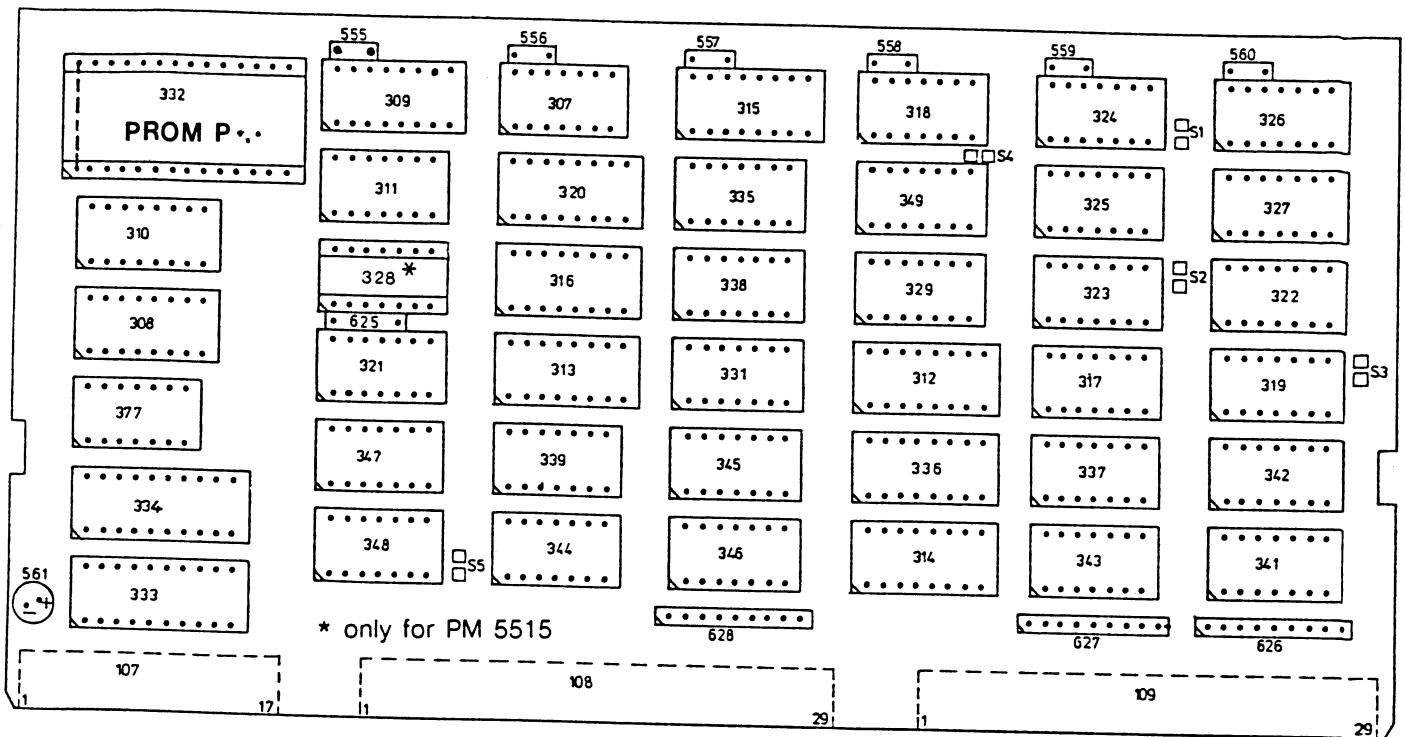 555 556 557 558 559 560
332 309 307 315 318 324 326
PROM P...
S1
S4
311 320 335 349 325 327
310
328* 316 338 329 323 S2 322
308 625
321 313 331 312 317 319 S3
377
347 339 345 336 337 342
334
348 S5 344 346 314 343 341
561
333
+
-
* only for PM 5515
628 627 626
107 108 109
1 17 1 29 1 29